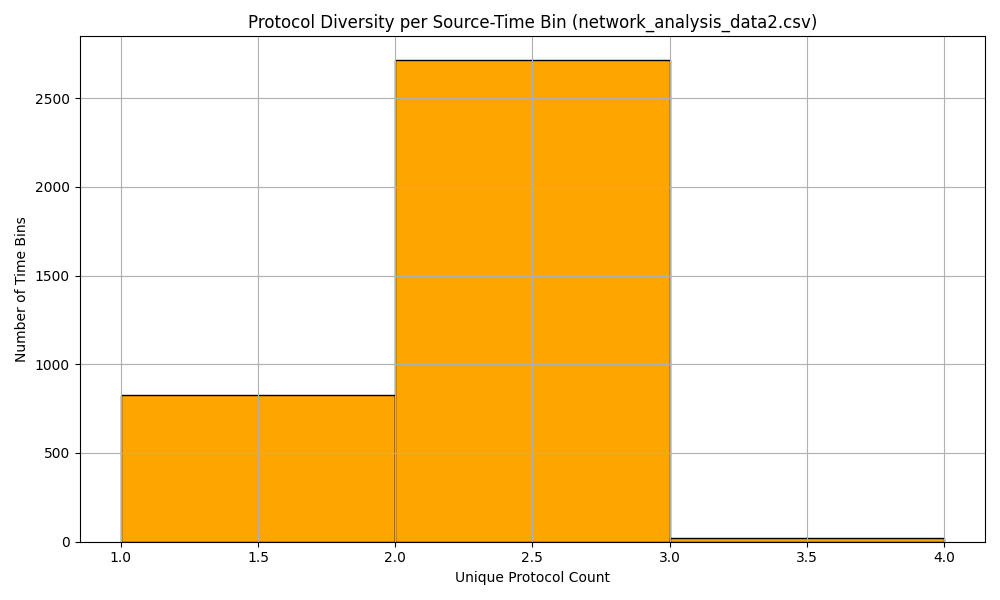 Protocol Diversity per Source-Time Bin (network_analysis_data2.csv)
Number of Time Bins
2500
2000
1500
1000
500
0
1.0 1.5 2.0 2.5 3.0 3.5 4.0
Unique Protocol Count